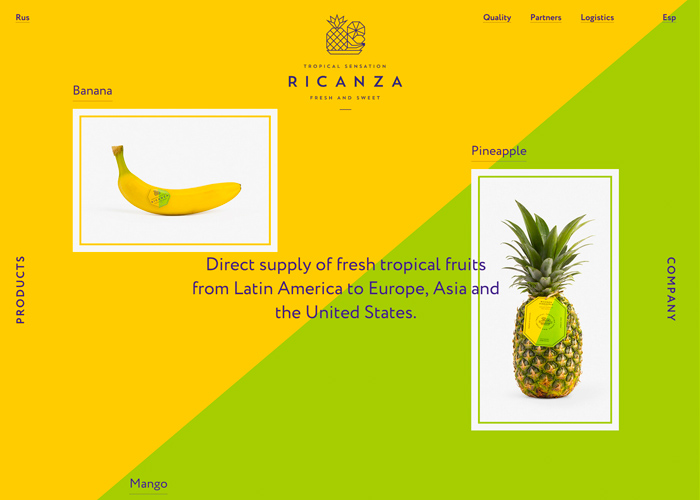 Rus
Quality
Partners
Logistics
Esp
TROPICAL SENSATION
RICANZA
FRESH AND SWEET
Banana
Pineapple
Direct supply of fresh tropical fruits
from Latin America to Europe, Asia and
the United States.
PRODUCTS
COMPANY
Mango